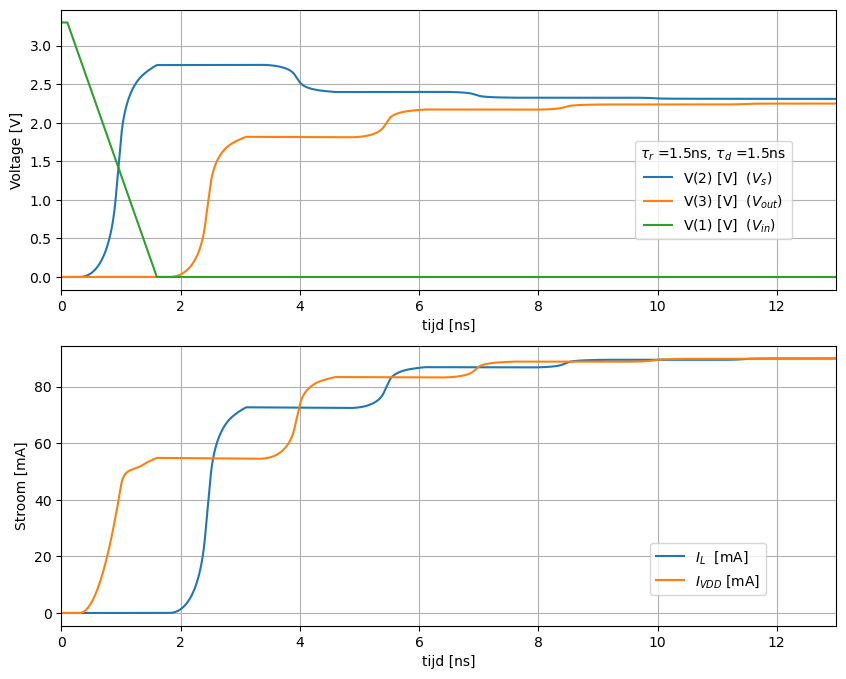 3.0
2.5
2.0
1.5
1.0
0.5
0.0
Voltage [V]
τr =1.5ns, τd =1.5ns
V(2) [V] (Vs)
V(3) [V] (Vout)
V(1) [V] (Vin)
0 2 4 6 8 10 12
tijd [ns]
80
60
40
20
0
Stroom [mA]
IL [mA]
IVDD [mA]
0 2 4 6 8 10 12
tijd [ns]